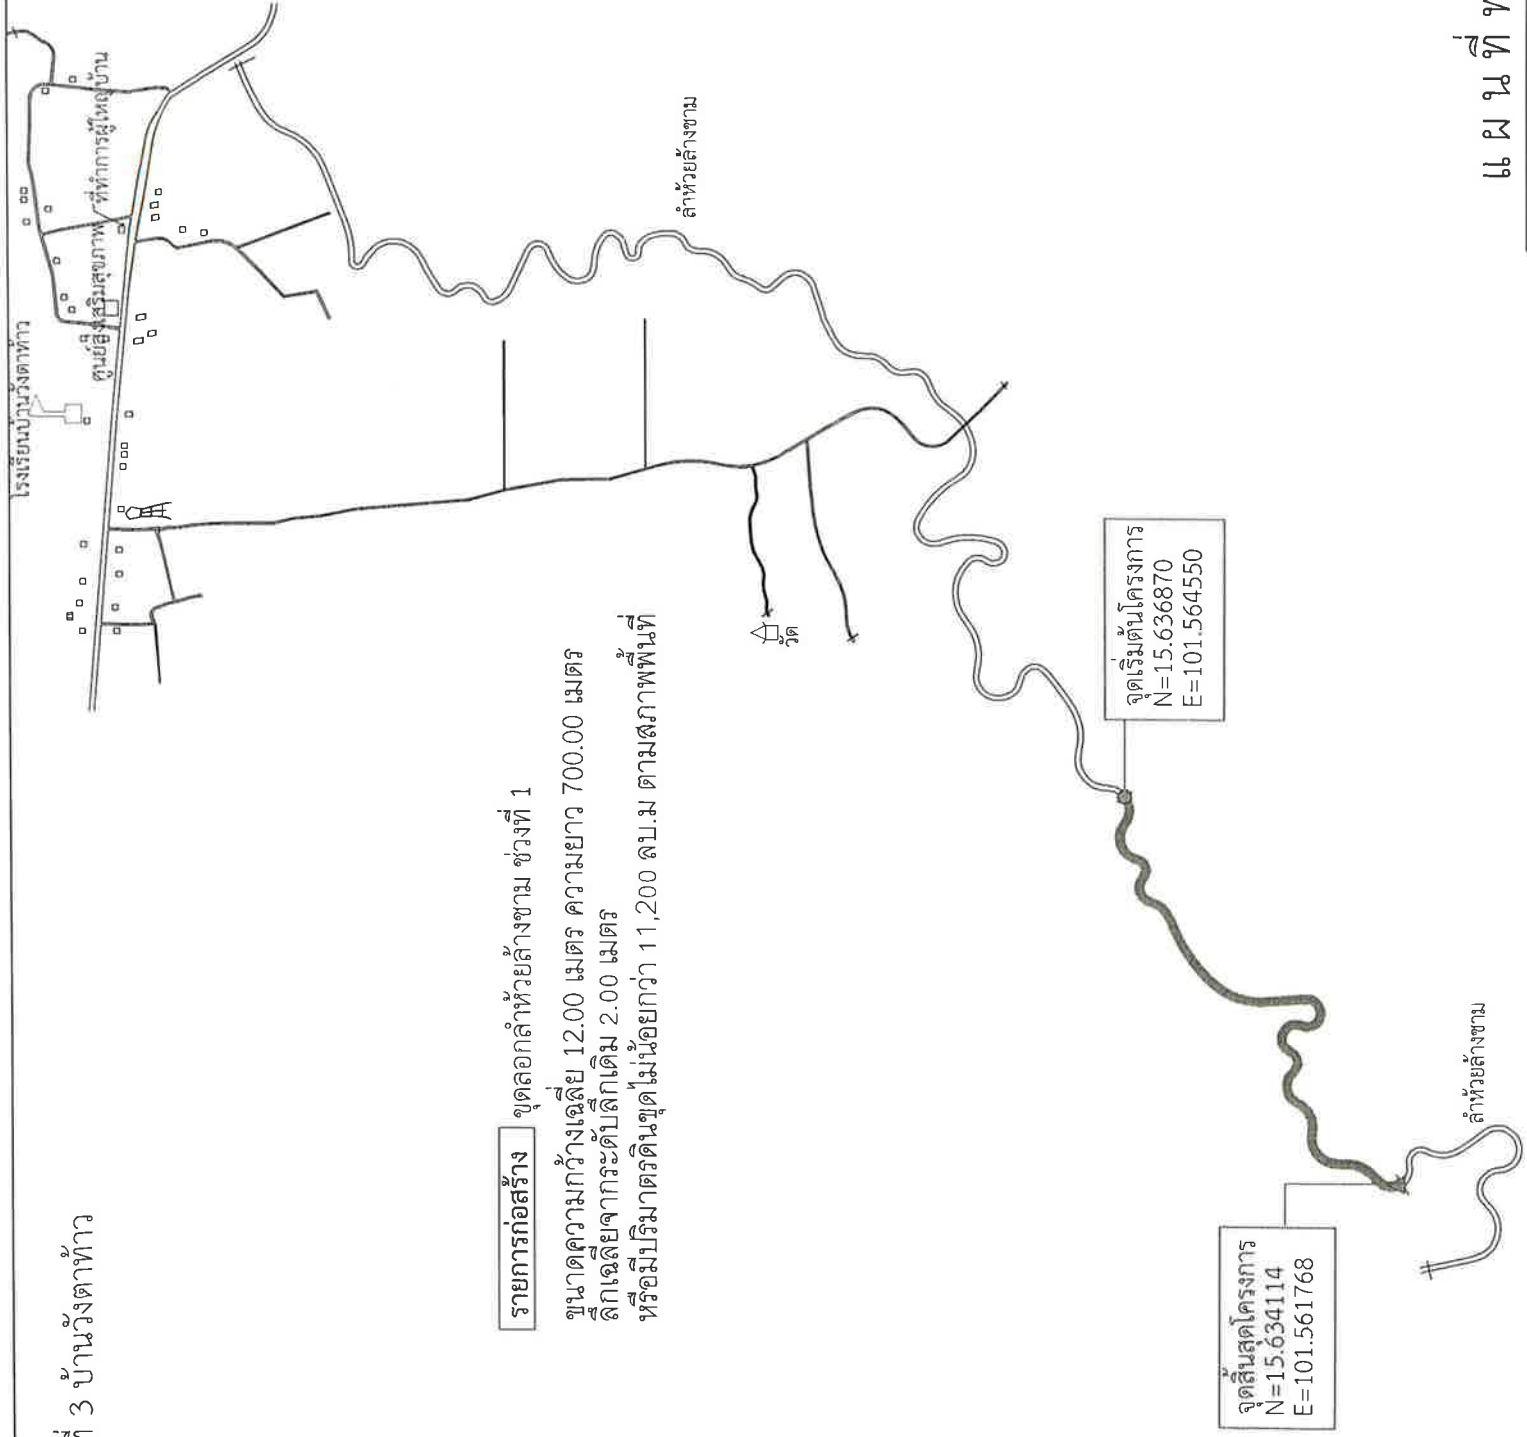 ที่ 3 บ้านวังตาท้าว
โรงเรียนบ้านวังตาท้าว
ศูนย์ส่งเสริมสุขภาพ
ที่ทำการผู้ใหญ่บ้าน
ลำห้วยล้างชาม
วัด
รายการก่อสร้าง ขุดลอกลำห้วยล้างชาม ช่วงที่ 1
ขนาดความกว้างเฉลี่ย 12.00 เมตร ความยาว 700.00 เมตร
ลึกเฉลี่ยจากระดับลึกเดิม 2.00 เมตร
หรือมีปริมาตรดินขุดไม่น้อยกว่า 11,200 ลบ.ม ตามสภาพพื้นที่
จุดเริ่มต้นโครงการ
N=15.636870
E=101.564550
จุดสิ้นสุดโครงการ
N=15.634114
E=101.561768
ลำห้วยล้างชาม
แผนที่